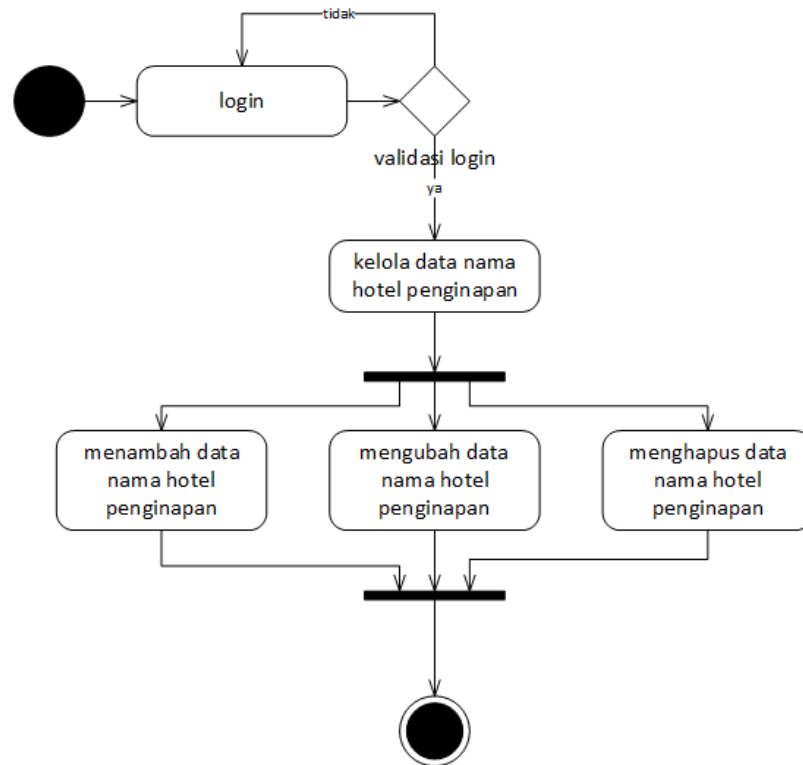 tidak
login
validasi login
ya
kelola data nama
hotel penginapan
menambah data
nama hotel
penginapan
mengubah data
nama hotel
penginapan
menghapus data
nama hotel
penginapan